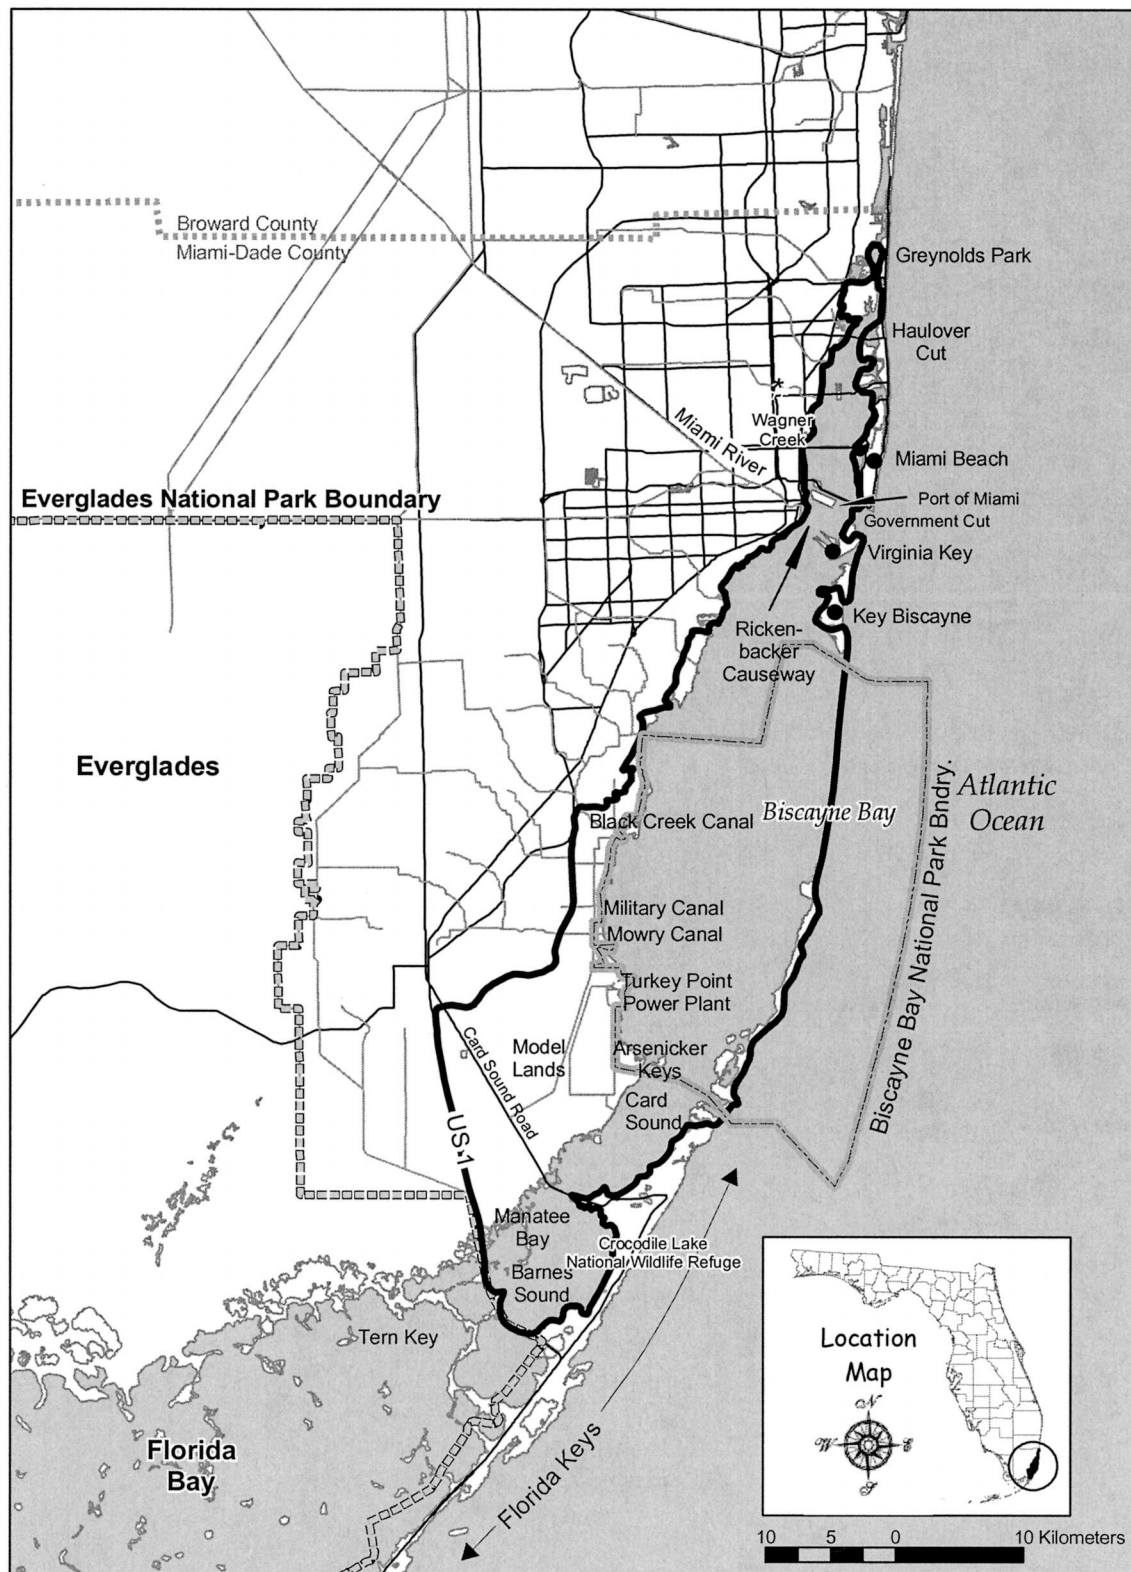 Broward County
Miami-Dade County
Greynolds Park
Haulover
Cut
*
Wagner
Creek
Miami River
Miami Beach
Everglades National Park Boundary
Port of Miami
Government Cut
Virginia Key
Key Biscayne
Ricken-
backer
Causeway
Everglades
Atlantic
Ocean
Biscayne Bay
Black Creek Canal
Biscayne Bay National Park Bndry.
Military Canal
Mowry Canal
Turkey Point
Power Plant
Model
Lands
Arsenicker
Keys
Card Sound Road
Card
Sound
US 1
Manatee
Bay
Crocodile Lake
National Wildlife Refuge
Barnes
Sound
Tern Key
Florida
Bay
Florida Keys
Location
Map
N
W
E
S
10 5 0 10 Kilometers